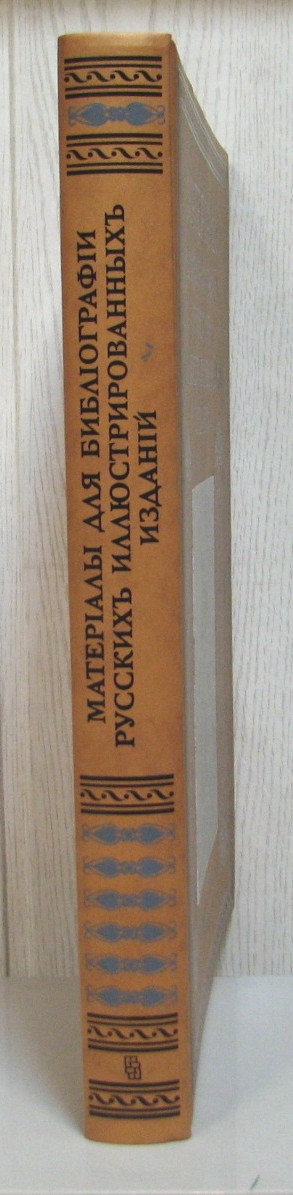 МАТЕРІАЛЫ ДЛЯ БИБЛІОГРАФІИ
РУССКИХЪ ИЛЛЮСТРИРОВАННЫХЪ
ИЗДАНІЙ